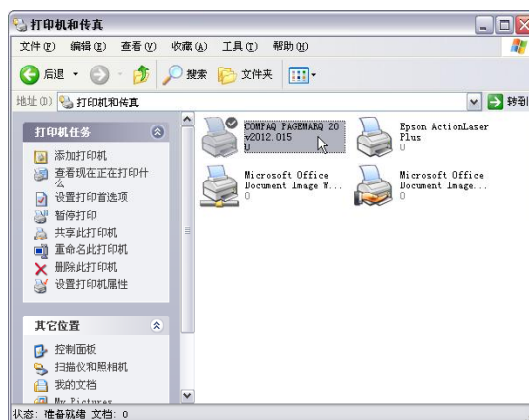 打印机和传真
文件(F) 编辑(E) 查看(V) 收藏(A) 工具(T) 帮助(H)
后退 搜索 文件夹
地址(D) 打印机和传真 转到
打印机任务
添加打印机
查看现在正在打印什
么
设置打印首选项
暂停打印
共享此打印机
重命名此打印机
删除此打印机
设置打印机属性
其它位置
控制面板
扫描仪和照相机
我的文档
My Pictures
COMPAQ PAGEMARQ 20
v2012.015
0
Epson ActionLaser
Plus
0
Microsoft Office
Document Image W...
0
Microsoft Office
Document Image...
0
状态: 准备就绪 文档: 0